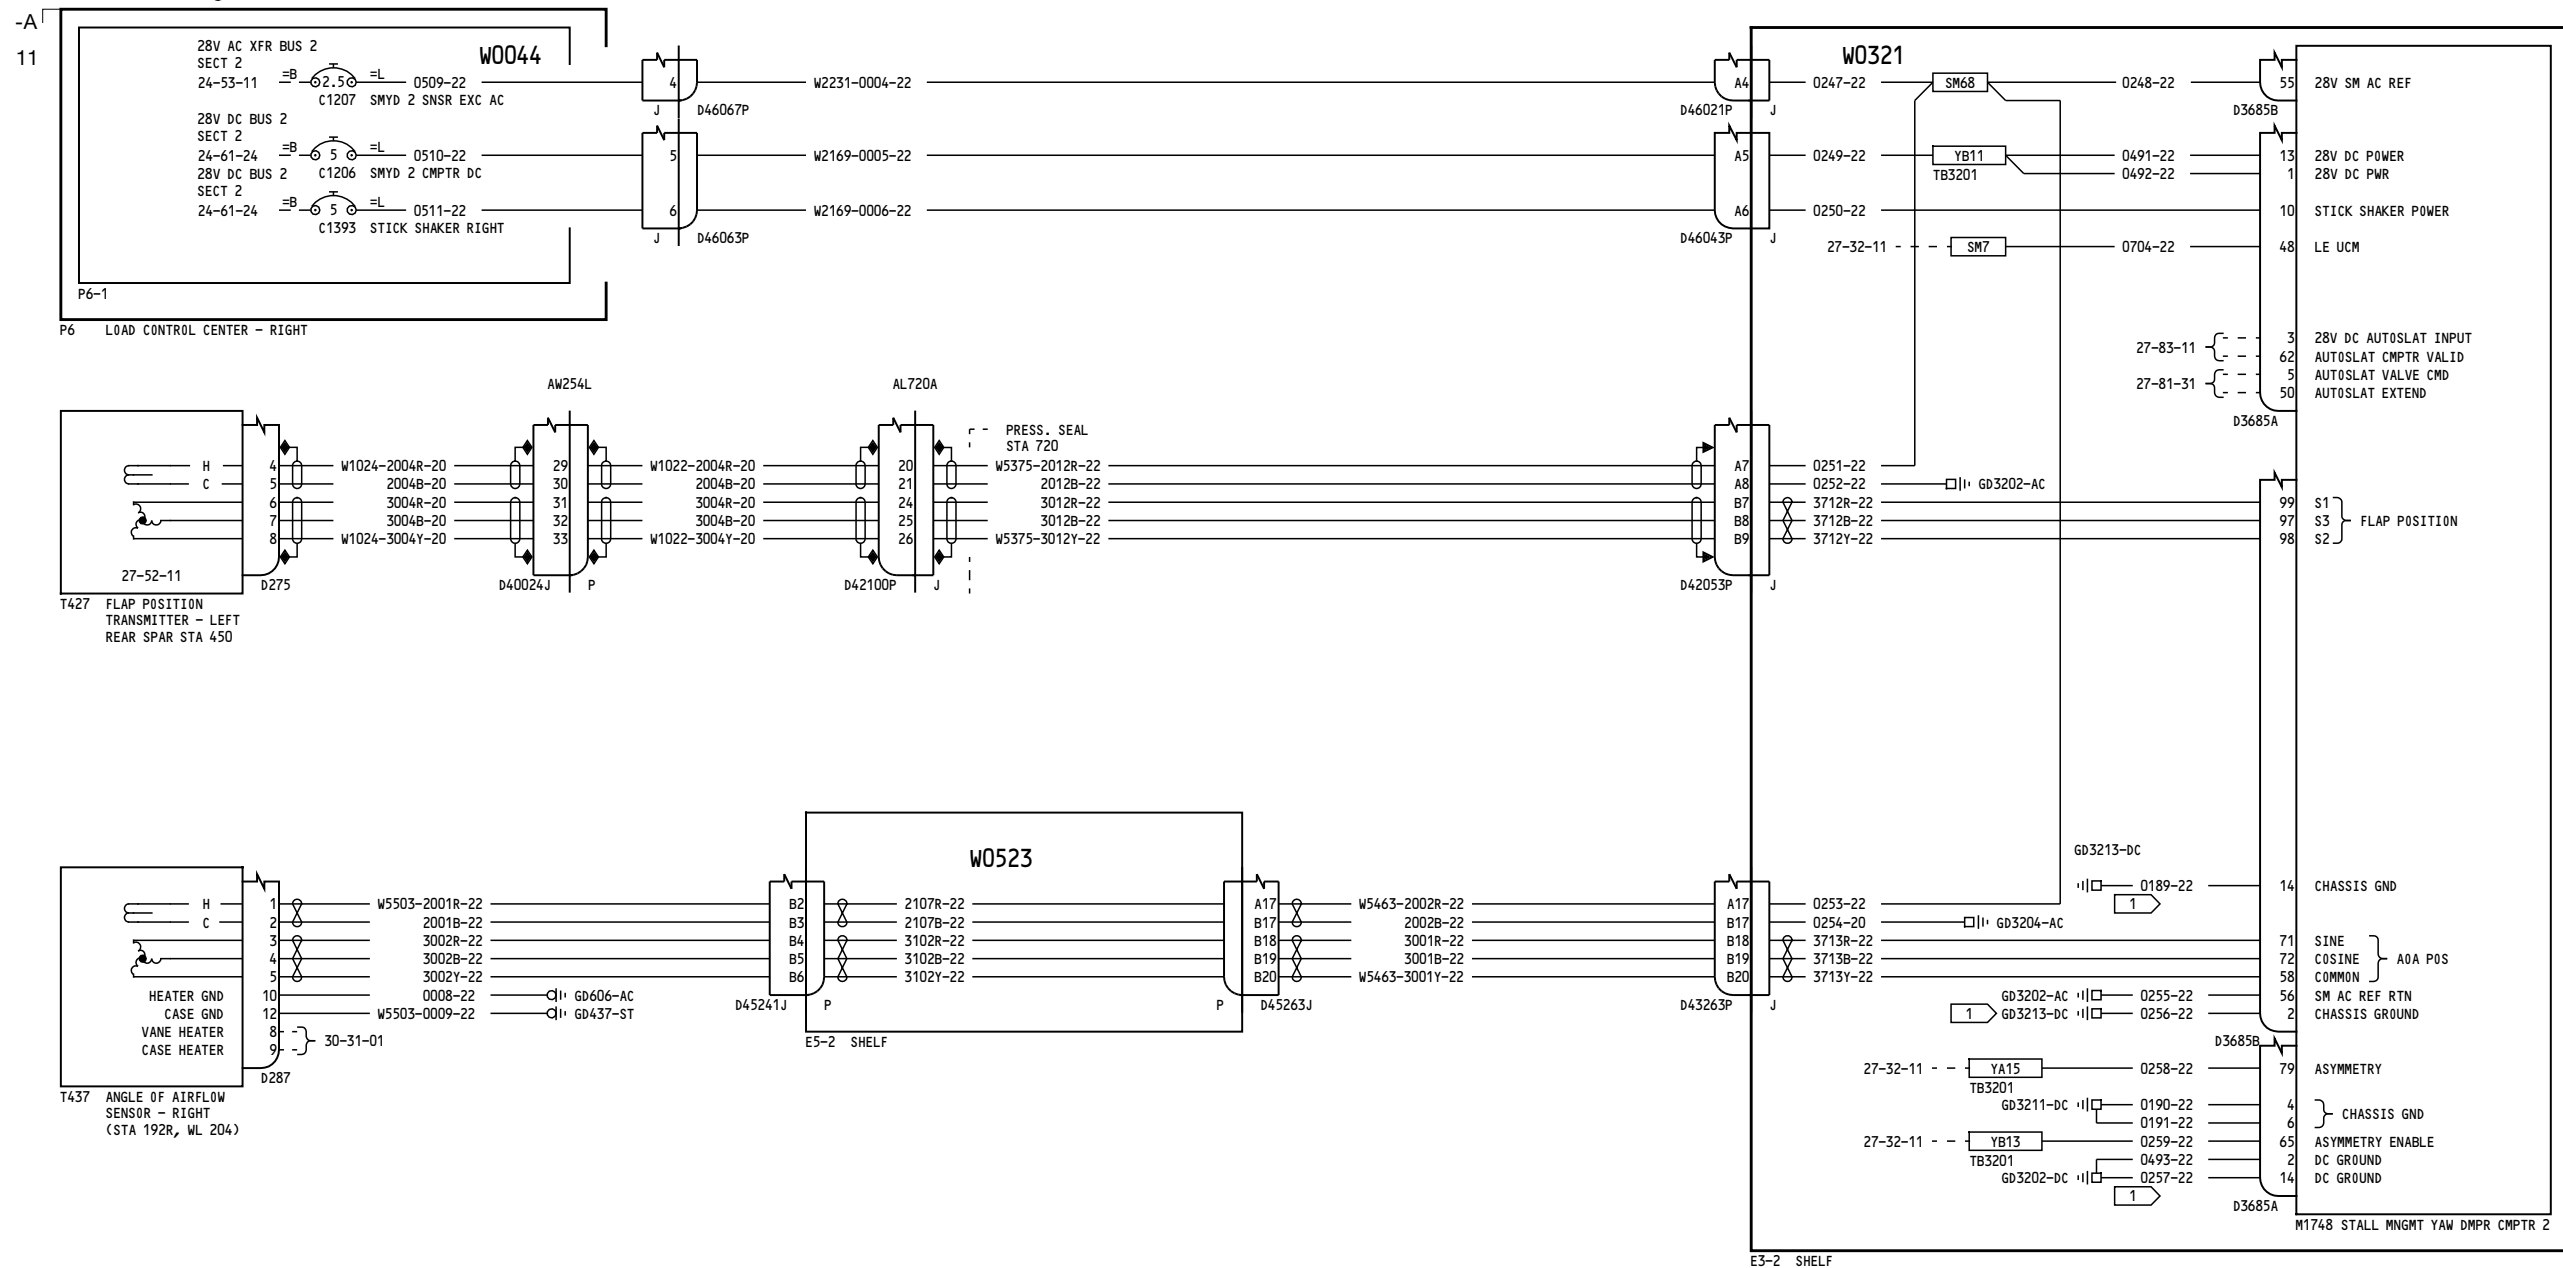 -A
11
28V AC XFR BUS 2
SECT 2
24-53-11 =B 2.5 =L 0509-22
C1207 SMYD 2 SNSR EXC AC
W0044
28V DC BUS 2
SECT 2
24-61-24 =B 5 =L 0510-22
C1206 SMYD 2 CMPTR DC
28V DC BUS 2
SECT 2
24-61-24 =B 5 =L 0511-22
C1393 STICK SHAKER RIGHT
P6-1
P6 LOAD CONTROL CENTER - RIGHT
4
J D46067P
5
6
J D46063P
W2231-0004-22
W2169-0005-22
W2169-0006-22
A4
D46021P J
A5
A6
D46043P J
W0321
0247-22 SM68 0248-22 55 28V SM AC REF
D3685B
0249-22 YB11 0491-22 13 28V DC POWER
TB3201 0492-22 1 28V DC PWR
0250-22 10 STICK SHAKER POWER
27-32-11 SM7 0704-22 48 LE UCM
27-83-11
3 28V DC AUTOSLAT INPUT
62 AUTOSLAT CMPTR VALID
27-81-31
5 AUTOSLAT VALVE CMD
50 AUTOSLAT EXTEND
D3685A
AW254L
AL720A
PRESS. SEAL
STA 720
H 4 W1024-2004R-20 29 W1022-2004R-20 20 W5375-2012R-22 A7 0251-22
C 5 2004B-20 30 2004B-20 21 2012B-22 A8 0252-22 GD3202-AC
6 3004R-20 31 3004R-20 24 3012R-22 B7 3712R-22 99 S1
7 3004B-20 32 3004B-20 25 3012B-22 B8 3712B-22 97 S3 FLAP POSITION
8 W1024-3004Y-20 33 W1022-3004Y-20 26 W5375-3012Y-22 B9 3712Y-22 98 S2
27-52-11
D275 D40024J P D42100P J D42053P J
T427 FLAP POSITION
TRANSMITTER - LEFT
REAR SPAR STA 450
W0523
GD3213-DC
0189-22 14 CHASSIS GND
1
H 1 W5503-2001R-22 B2 2107R-22 A17 W5463-2002R-22 A17 0253-22
C 2 2001B-22 B3 2107B-22 B17 2002B-22 B17 0254-20 GD3204-AC
3 3002R-22 B4 3102R-22 B18 3001R-22 B18 3713R-22 71 SINE
4 3002B-22 B5 3102B-22 B19 3001B-22 B19 3713B-22 72 COSINE AOA POS
5 3002Y-22 B6 3102Y-22 B20 W5463-3001Y-22 B20 3713Y-22 58 COMMON
HEATER GND 10 0008-22 GD606-AC
D45241J P P D45263J D43263P J
GD3202-AC 0255-22 56 SM AC REF RTN
CASE GND 12 W5503-0009-22 GD437-ST
1 GD3213-DC 0256-22 2 CHASSIS GROUND
VANE HEATER 8
CASE HEATER 9
30-31-01
D287
E5-2 SHELF
T437 ANGLE OF AIRFLOW
SENSOR - RIGHT
(STA 192R, WL 204)
D3685B
27-32-11 YA15 0258-22 79 ASYMMETRY
TB3201
GD3211-DC 0190-22 4
CHASSIS GND
0191-22 6
27-32-11 YB13 0259-22 65 ASYMMETRY ENABLE
TB3201 0493-22 2 DC GROUND
GD3202-DC 0257-22 14 DC GROUND
1
D3685A
M1748 STALL MNGMT YAW DMPR CMPTR 2
E3-2 SHELF